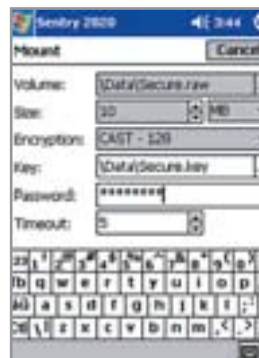 Sentry 2020 3:44
Mount Cancel
Volume: \Data\Secure.raw
Size: 10 MB
Encryption: CAST - 128
Key: \Data\Secure.key
Password: ********
Timeout: 5
q w e r t y u i o p
a s d f g h j k l ;
z x c v b n m